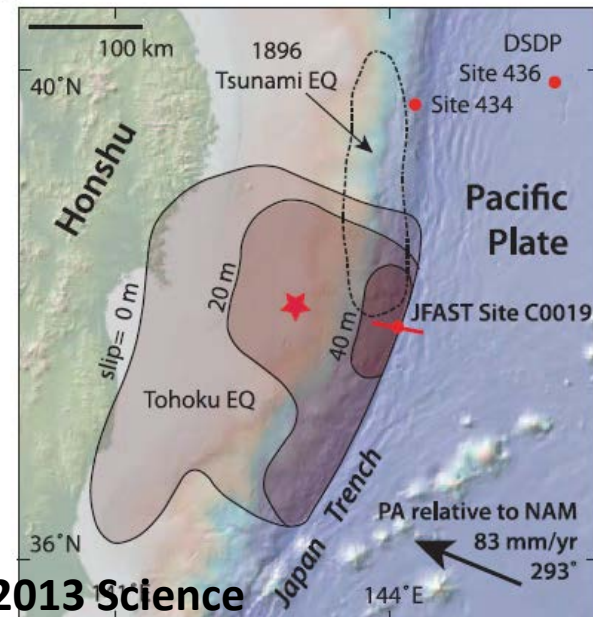 100 km
1896
Tsunami EQ
DSDP
Site 436
Site 434
40˚N
Honshu
Pacific
Plate
slip= 0 m
20 m
40 m
JFAST Site C0019
Tohoku EQ
Japan Trench
PA relative to NAM
83 mm/yr
293˚
36˚N
144˚E
2013 Science